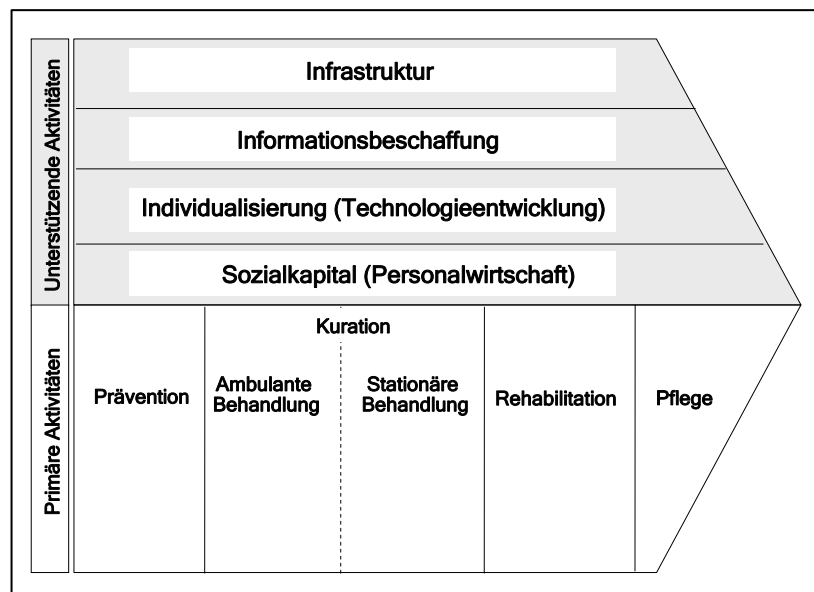 Unterstützende Aktivitäten
Infrastruktur
Informationsbeschaffung
Individualisierung (Technologieentwicklung)
Sozialkapital (Personalwirtschaft)
Primäre Aktivitäten
Kuration
Prävention
Ambulante
Behandlung
Stationäre
Behandlung
Rehabilitation
Pflege